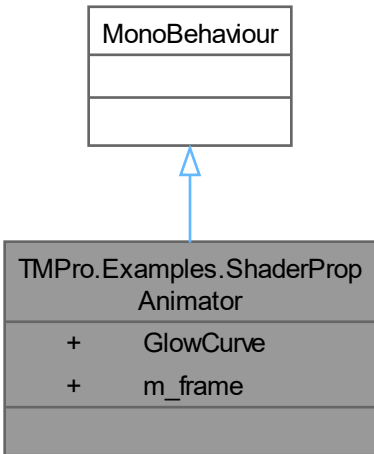 MonoBehaviour
TMPro.Examples.ShaderProp
Animator
+ GlowCurve
+ m_frame